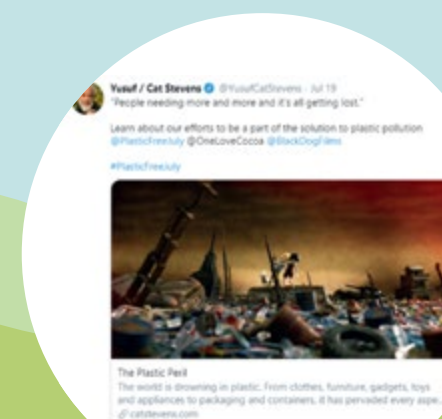 Yusuf / Cat Stevens @YusufCatStevens · Jul 19
"People needing more and more and it's all getting lost."
Learn about our efforts to be a part of the solution to plastic pollution
@PlasticFreeJuly @OneLoveCocoa @BlackDogFilms
#PlasticFreeJuly
The Plastic Peril
The world is drowning in plastic. From clothes, furniture, gadgets, toys
and appliances to packaging and containers, it has pervaded every aspe...
catstevens.com